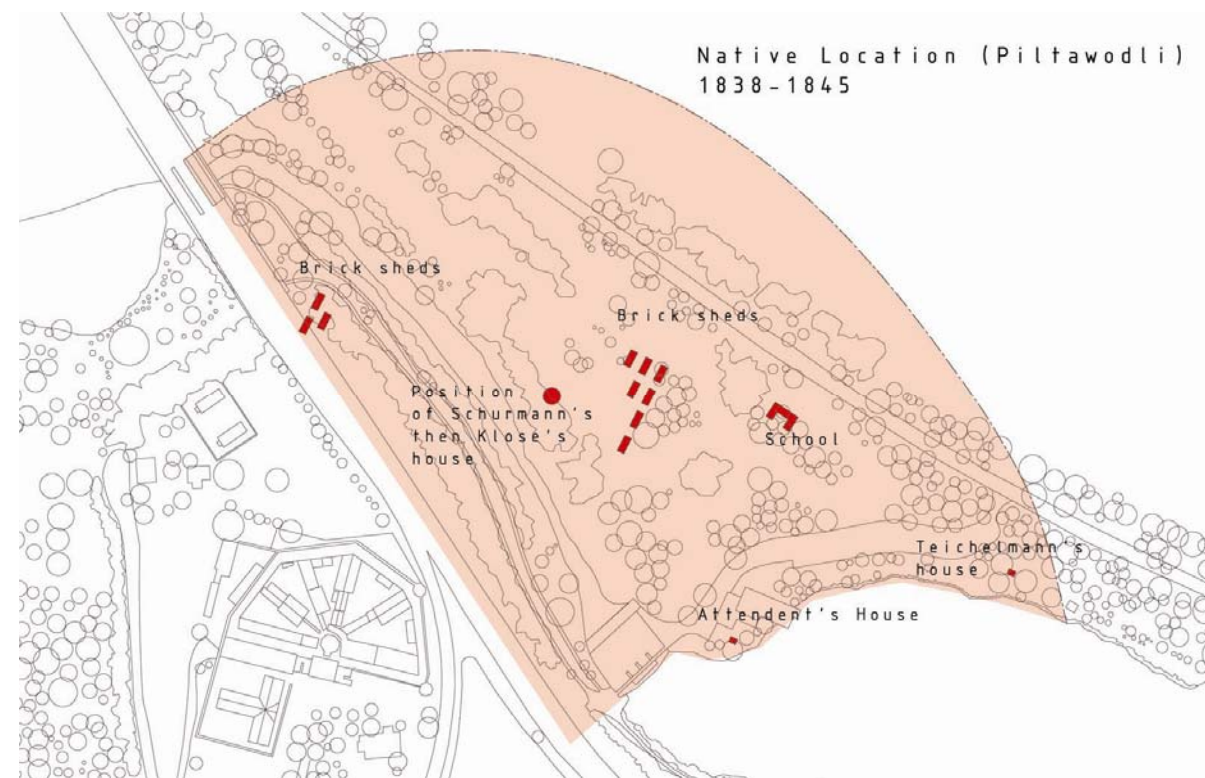 Native Location (Piltawodli)
1838-1845
Brick sheds
Brick sheds
Position
of Schurmann's
then Klose's
house
School
Teichelmann's
house
Attendent's House